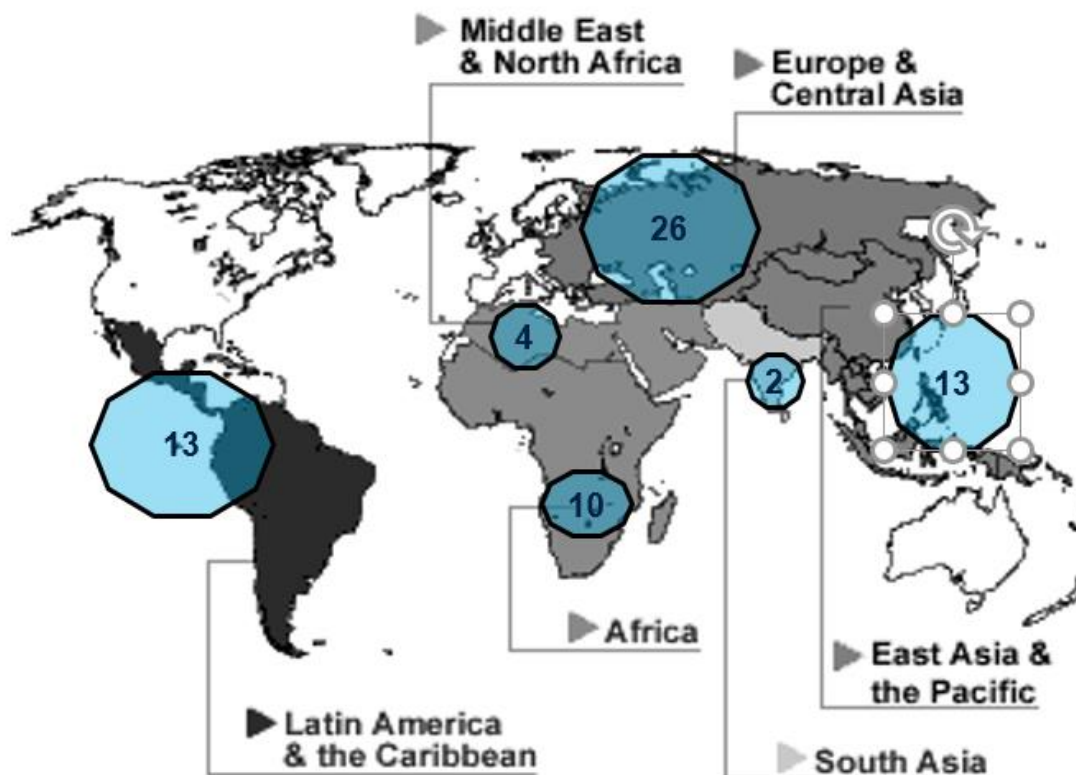 Middle East
& North Africa
Europe &
Central Asia
26
4
2
13
13
10
Africa
East Asia &
the Pacific
Latin America
& the Caribbean
South Asia